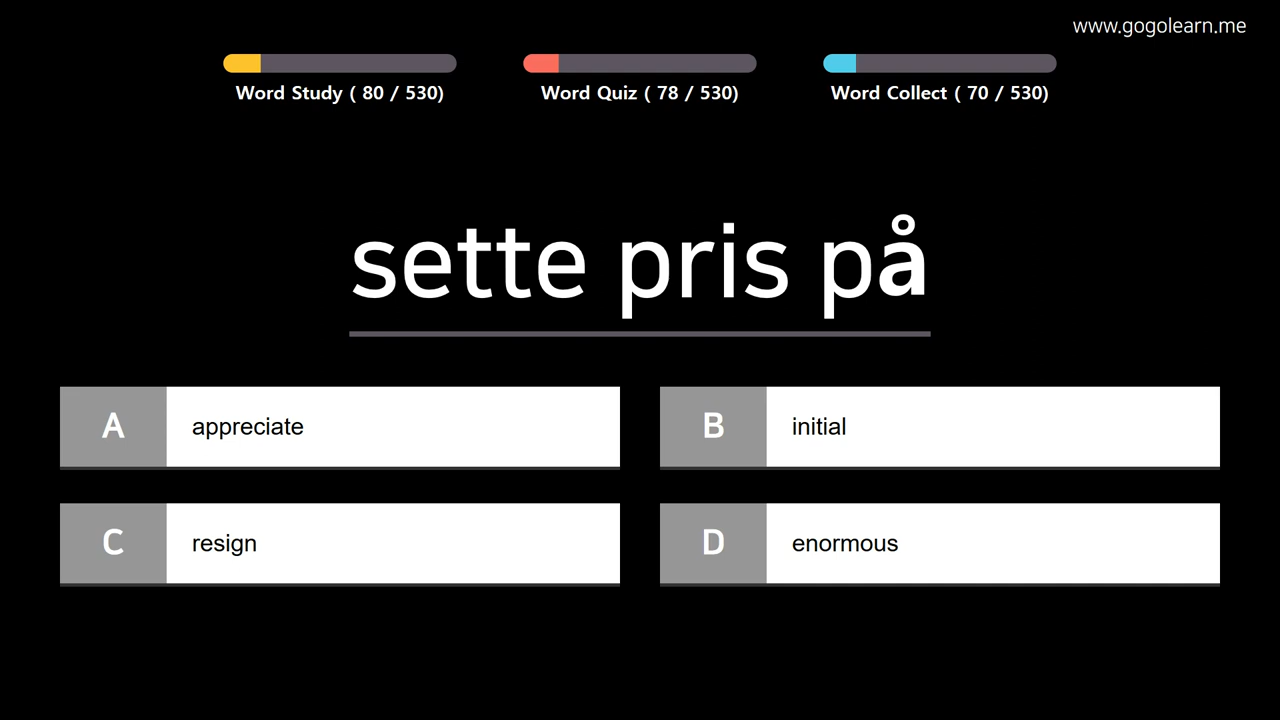 www.gogolearn.me
Word Study ( 80 / 530)
Word Quiz ( 78 / 530)
Word Collect ( 70 / 530)
sette pris på
A appreciate
B initial
C resign
D enormous